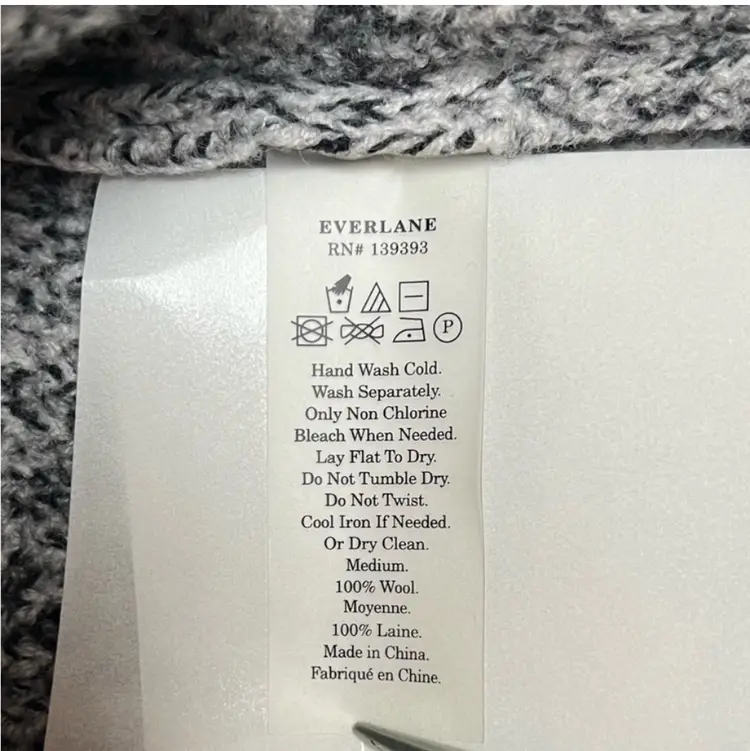 EVERLANE
RN# 139393
P
Hand Wash Cold.
Wash Separately.
Only Non Chlorine
Bleach When Needed.
Lay Flat To Dry.
Do Not Tumble Dry.
Do Not Twist.
Cool Iron If Needed.
Or Dry Clean.
Medium.
100% Wool.
Moyenne.
100% Laine.
Made in China.
Fabriqué en Chine.